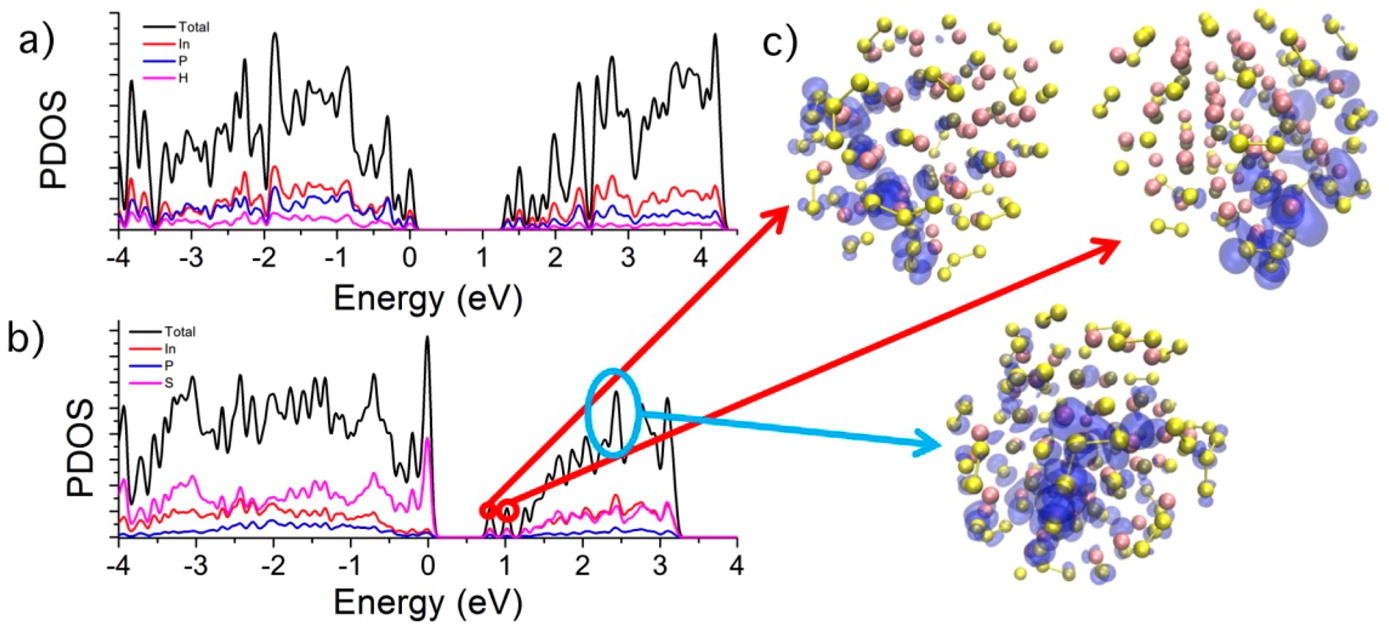 a)
Total
In
P
H
PDOS
-4 -3 -2 -1 0 1 2 3 4
Energy (eV)
b)
Total
In
P
S
PDOS
-4 -3 -2 -1 0 1 2 3 4
Energy (eV)
c)